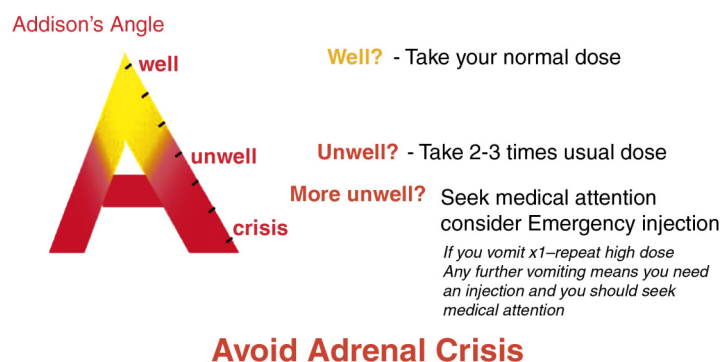 Addison's Angle
well
Well? - Take your normal dose
unwell
Unwell? - Take 2-3 times usual dose
More unwell? Seek medical attention
consider Emergency injection
crisis
If you vomit x1–repeat high dose
Any further vomiting means you need
an injection and you should seek
medical attention
Avoid Adrenal Crisis